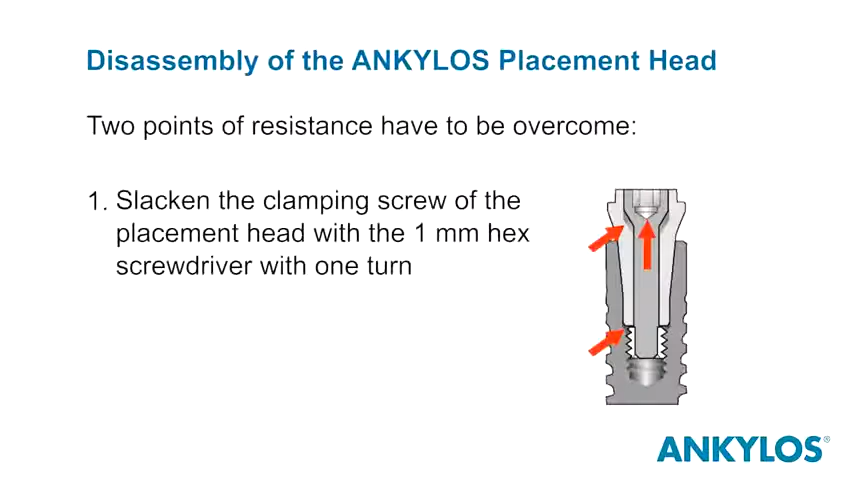 Disassembly of the ANKYLOS Placement Head
Two points of resistance have to be overcome:
1. Slacken the clamping screw of the
placement head with the 1 mm hex
screwdriver with one turn
ANKYLOS®